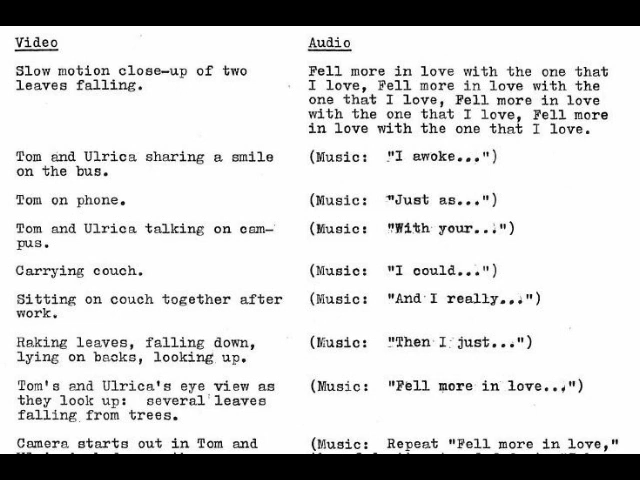 Video
Audio
Slow motion close-up of two
leaves falling.
Fell more in love with the one that
I love, Fell more in love with the
one that I love, Fell more in love
with the one that I love, Fell more
in love with the one that I love.
Tom and Ulrica sharing a smile
on the bus.
(Music: "I awoke...")
Tom on phone.
(Music: "Just as...")
Tom and Ulrica talking on cam-
pus.
(Music: "With your...")
Carrying couch.
(Music: "I could...")
Sitting on couch together after
work.
(Music: "And I really...")
Raking leaves, falling down,
lying on backs, looking up.
(Music: "Then I just...")
Tom's and Ulrica's eye view as
they look up: several leaves
falling from trees.
(Music: "Fell more in love...")
Camera starts out in Tom and
(Music: Repeat "Fell more in love,"